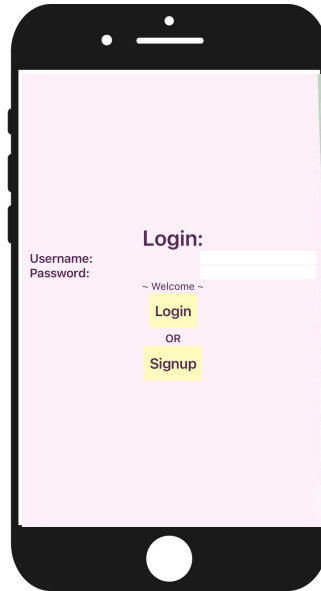 Login:
Username:
Password:
~ Welcome ~
Login
OR
Signup